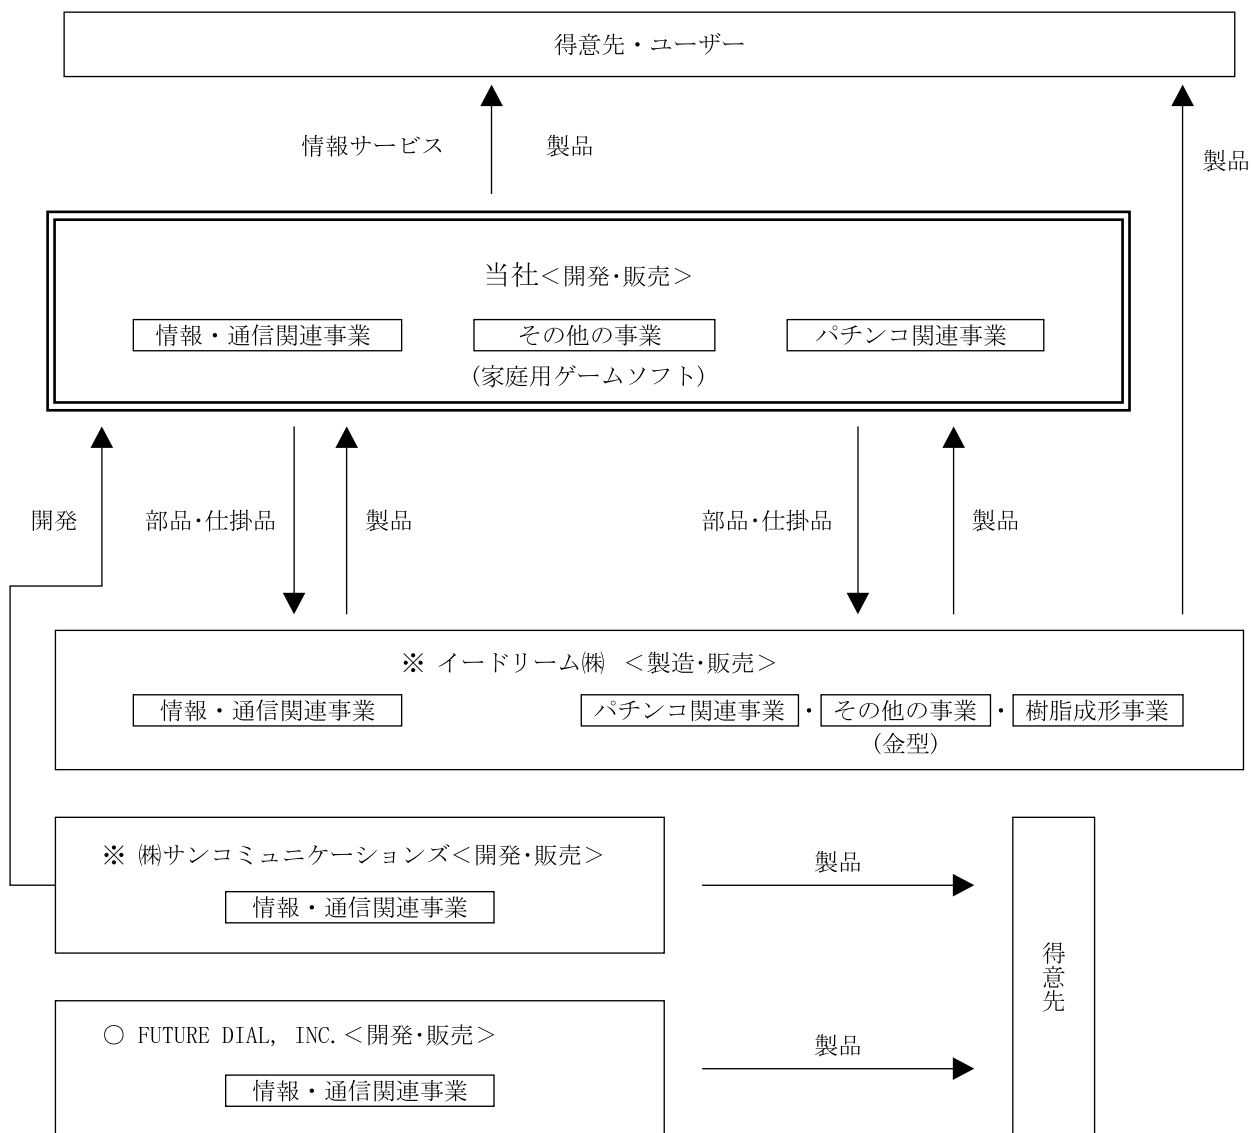 得意先・ユーザー
情報サービス
製品
製品
当社＜開発・販売＞
情報・通信関連事業
その他の事業
パチンコ関連事業
(家庭用ゲームソフト)
開発
部品・仕掛品
製品
部品・仕掛品
製品
※ イードリーム㈱ ＜製造・販売＞
情報・通信関連事業
パチンコ関連事業・その他の事業・樹脂成形事業
(金型)
※ ㈱サンコミュニケーションズ＜開発・販売＞
情報・通信関連事業
製品
得意先
○ FUTURE DIAL, INC.＜開発・販売＞
情報・通信関連事業
製品